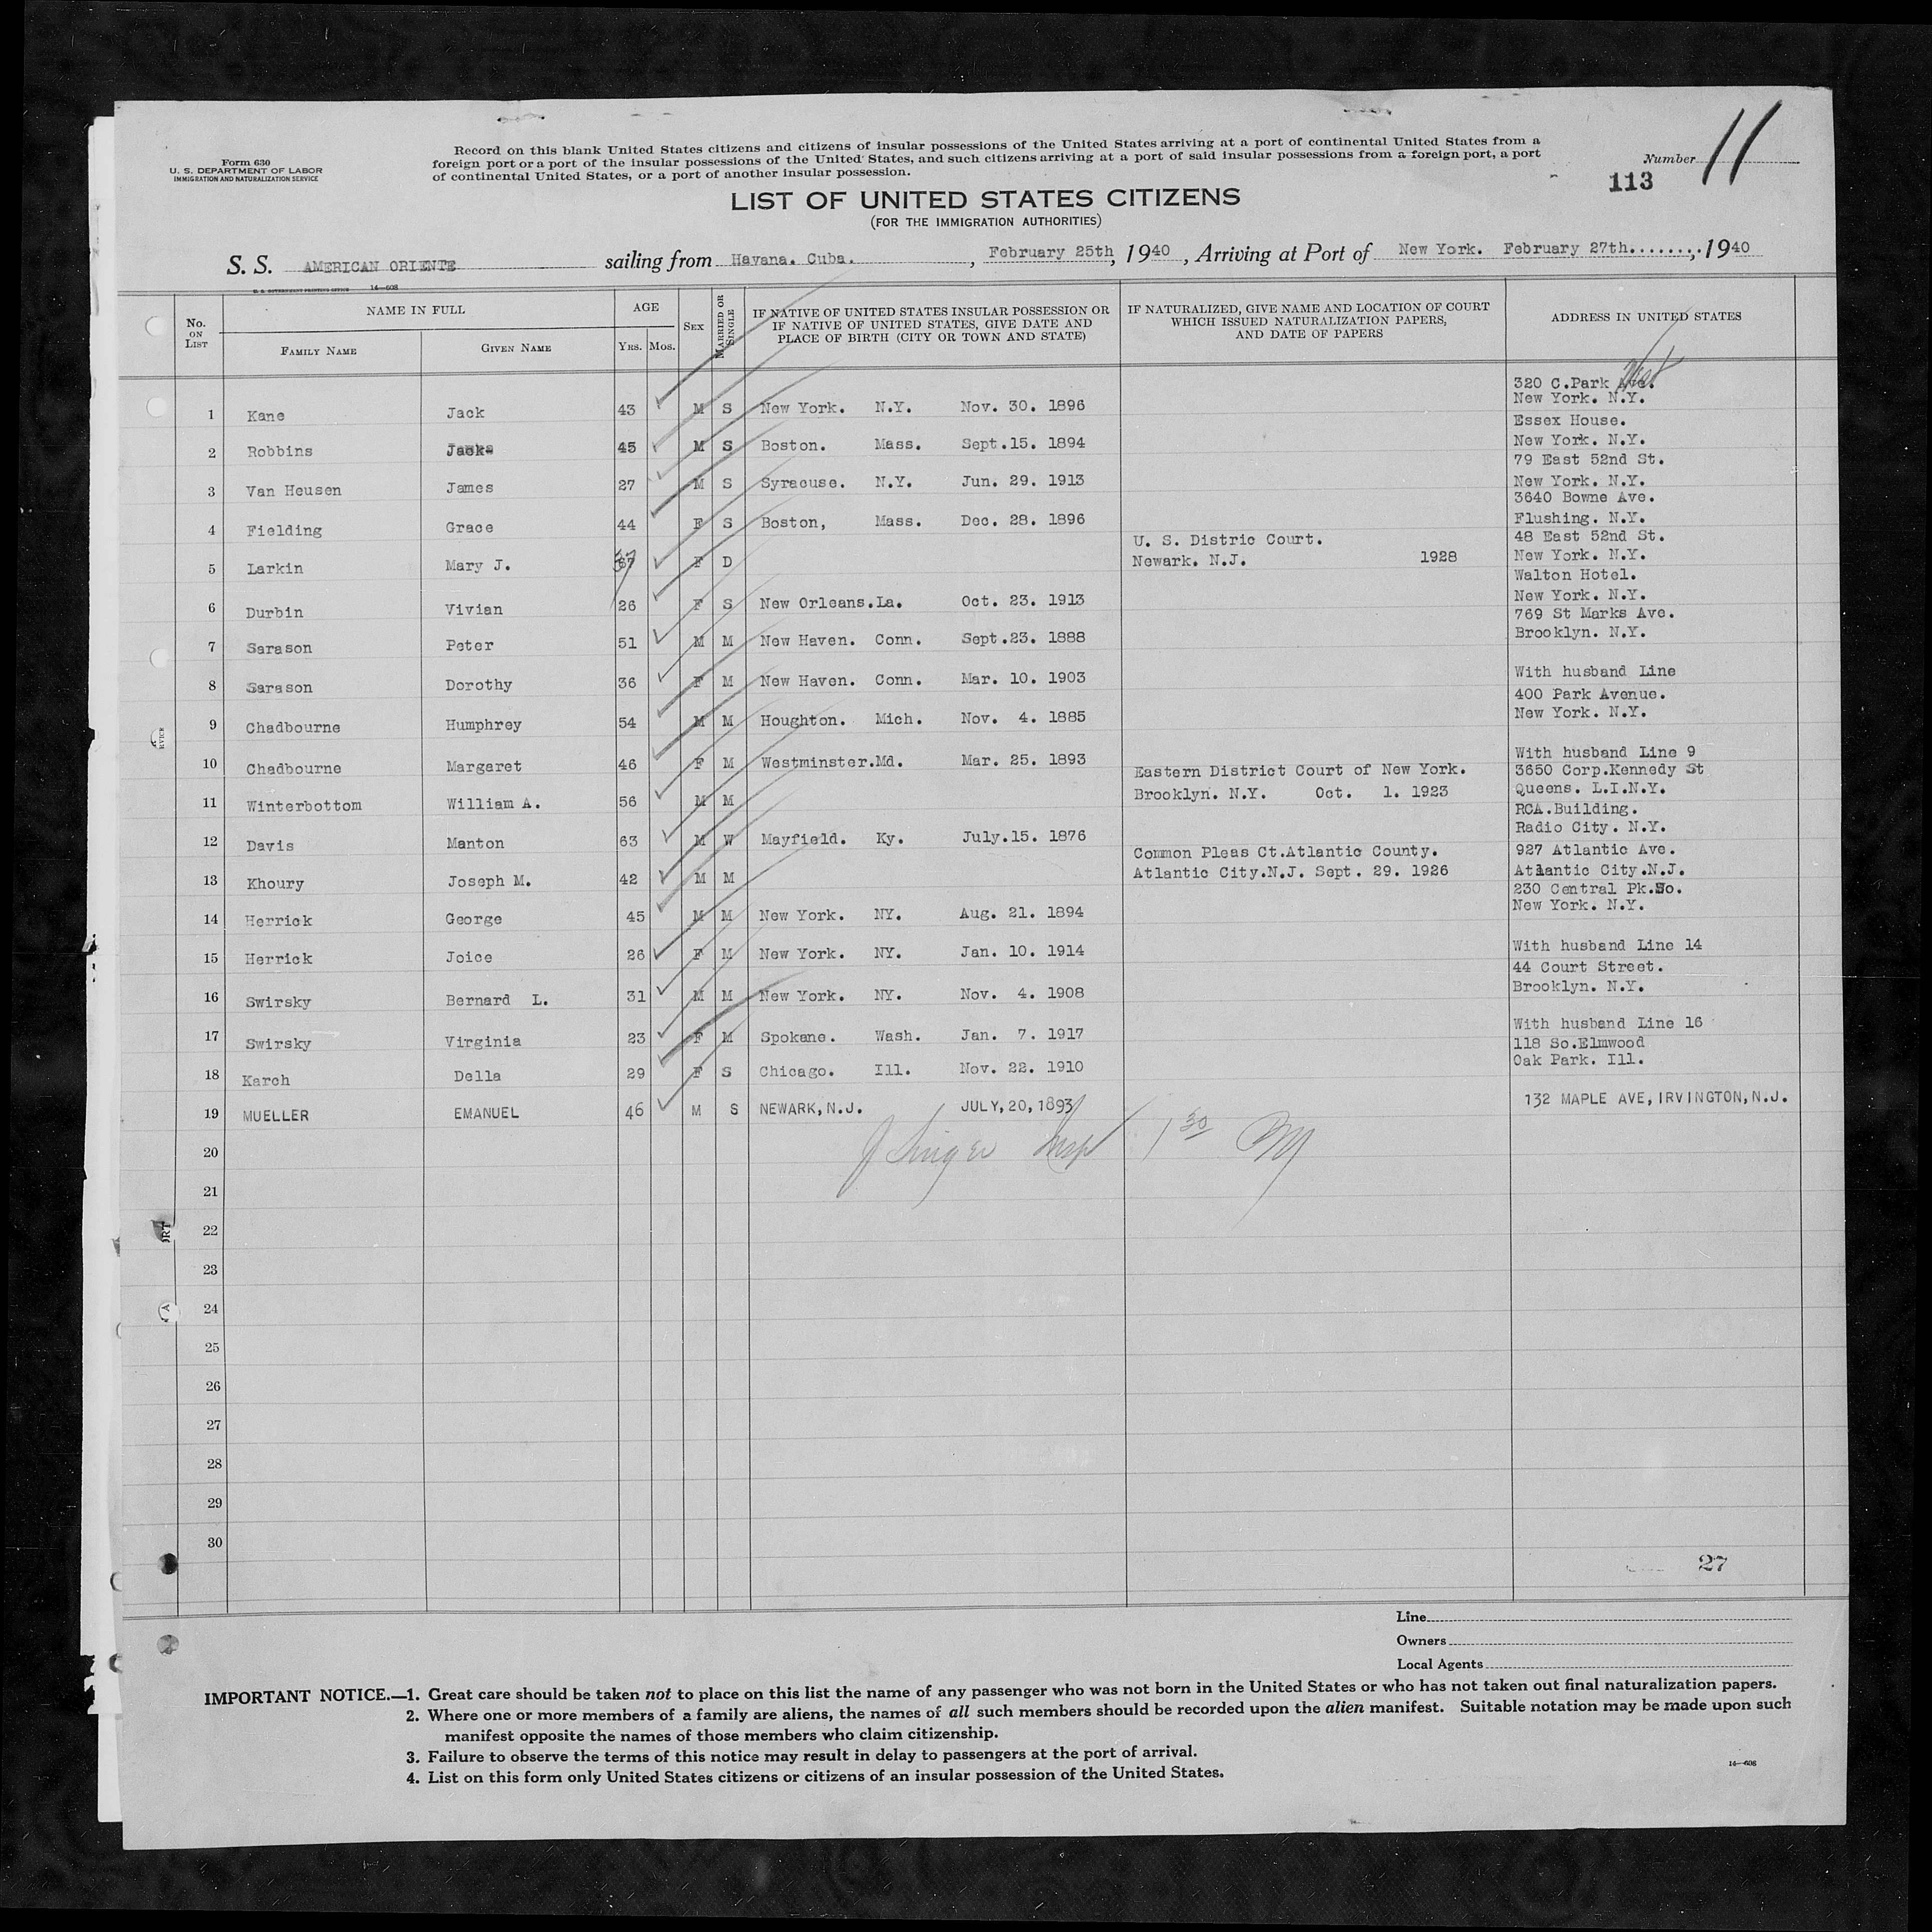 Form 630
U. S. DEPARTMENT OF LABOR
IMMIGRATION AND NATURALIZATION SERVICE
Record on this blank United States citizens and citizens of insular possessions of the United States arriving at a port of continental United States from a
foreign port or a port of the insular possessions of the United States, and such citizens arriving at a port of said insular possessions from a foreign port, a port
of continental United States, or a port of another insular possession.
Number 11
113
LIST OF UNITED STATES CITIZENS
(FOR THE IMMIGRATION AUTHORITIES)
S. S. AMERICAN ORIENTE sailing from Havana. Cuba. , February 25th, 1940 , Arriving at Port of New York. February 27th........, 1940
U. S. GOVERNMENT PRINTING OFFICE 14—608
No. ON LIST
NAME IN FULL
FAMILY NAME GIVEN NAME
AGE
YRS. MOS.
SEX
MARRIED OR SINGLE
IF NATIVE OF UNITED STATES INSULAR POSSESSION OR
IF NATIVE OF UNITED STATES, GIVE DATE AND
PLACE OF BIRTH (CITY OR TOWN AND STATE)
IF NATURALIZED, GIVE NAME AND LOCATION OF COURT
WHICH ISSUED NATURALIZATION PAPERS,
AND DATE OF PAPERS
ADDRESS IN UNITED STATES
320 C.Park Ave. West
1 Kane Jack 43 M S New York. N.Y. Nov. 30. 1896 New York. N.Y.
Essex House.
2 Robbins 45 M S Boston. Mass. Sept.15. 1894 New York. N.Y.
79 East 52nd St.
3 Van Heusen James 27 M S Syracuse. N.Y. Jun. 29. 1913 New York. N.Y.
3640 Bowne Ave.
4 Fielding Grace 44 F S Boston, Mass. Dec. 28. 1896 Flushing. N.Y.
U. S. Distric Court. 48 East 52nd St.
5 Larkin Mary J. F D Newark. N.J. 1928 New York. N.Y.
Walton Hotel.
6 Durbin Vivian 26 F S New Orleans.La. Oct. 23. 1913 New York. N.Y.
769 St Marks Ave.
7 Sarason Peter 51 M M New Haven. Conn. Sept.23. 1888 Brooklyn. N.Y.
8 Sarason Dorothy 36 F M New Haven. Conn. Mar. 10. 1903 With husband Line
400 Park Avenue.
9 Chadbourne Humphrey 54 M M Houghton. Mich. Nov. 4. 1885 New York. N.Y.
10 Chadbourne Margaret 46 F M Westminster.Md. Mar. 25. 1893 With husband Line 9
Eastern District Court of New York. 3650 Corp.Kennedy St
11 Winterbottom William A. 56 M M Brooklyn. N.Y. Oct. 1. 1923 Queens. L.I.N.Y.
RCA.Building.
12 Davis Manton 63 M W Mayfield. Ky. July.15. 1876 Radio City. N.Y.
Common Pleas Ct.Atlantic County. 927 Atlantic Ave.
13 Khoury Joseph M. 42 M M Atlantic City.N.J. Sept. 29. 1926 Atlantic City.N.J.
230 Central Pk.So.
14 Herrick George 45 M M New York. NY. Aug. 21. 1894 New York. N.Y.
15 Herrick Joice 26 F M New York. NY. Jan. 10. 1914 With husband Line 14
44 Court Street.
16 Swirsky Bernard L. 31 M M New York. NY. Nov. 4. 1908 Brooklyn. N.Y.
17 Swirsky Virginia 23 F M Spokane. Wash. Jan. 7. 1917 With husband Line 16
118 So.Elmwood
18 Karch Della 29 F S Chicago. Ill. Nov. 22. 1910 Oak Park. Ill.
19 MUELLER EMANUEL 46 M S NEWARK,N.J. JULY,20,1893 132 MAPLE AVE,IRVINGTON,N.J.
J Singer Insp 1 30
20
21
22
23
24
25
26
27
28
29
30
27
Line
Owners
Local Agents
IMPORTANT NOTICE.—1. Great care should be taken not to place on this list the name of any passenger who was not born in the United States or who has not taken out final naturalization papers.
2. Where one or more members of a family are aliens, the names of all such members should be recorded upon the alien manifest. Suitable notation may be made upon such
manifest opposite the names of those members who claim citizenship.
3. Failure to observe the terms of this notice may result in delay to passengers at the port of arrival.
4. List on this form only United States citizens or citizens of an insular possession of the United States.
14—608